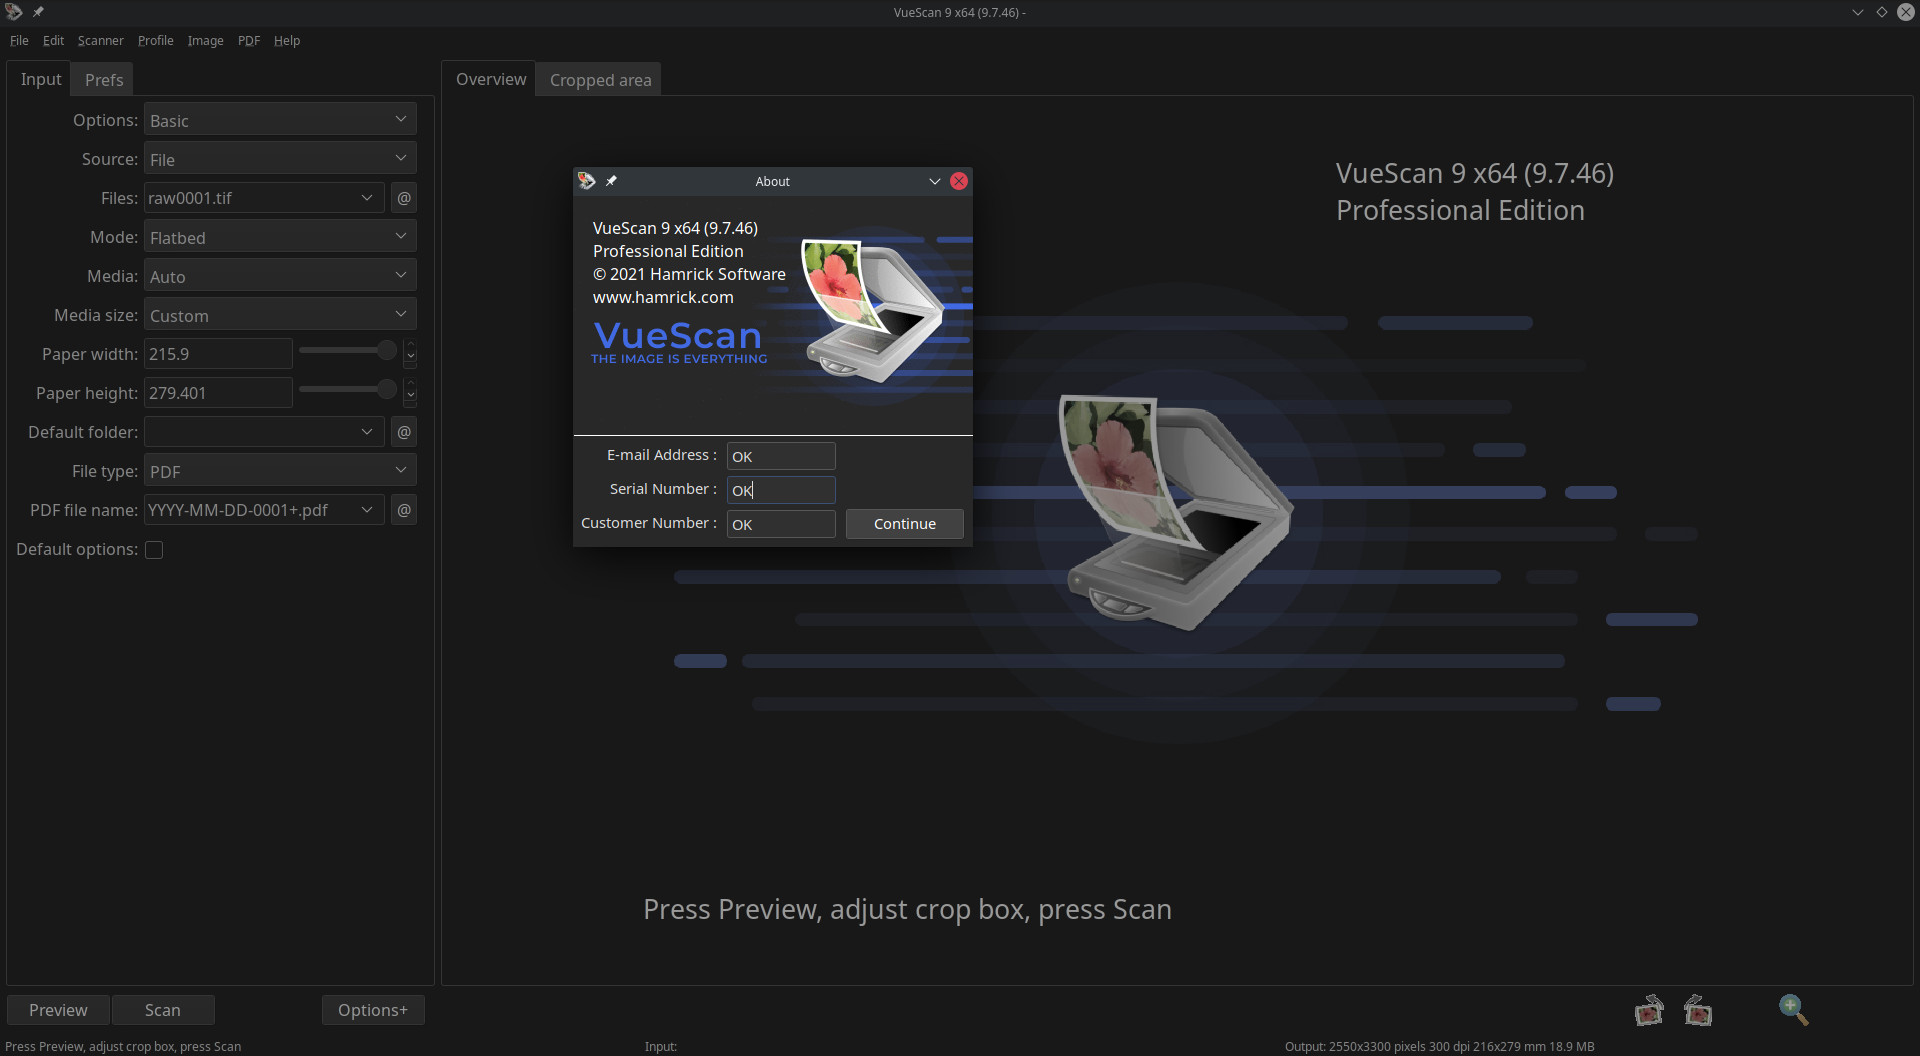 VueScan 9 x64 (9.7.46) -
File Edit Scanner Profile Image PDF Help
Input Prefs
Options: Basic
Source: File
Files: raw0001.tif @
Mode: Flatbed
Media: Auto
Media size: Custom
Paper width: 215.9
Paper height: 279.401
Default folder: @
File type: PDF
PDF file name: YYYY-MM-DD-0001+.pdf @
Default options:
Overview Cropped area
VueScan 9 x64 (9.7.46)
Professional Edition
About
VueScan 9 x64 (9.7.46)
Professional Edition
© 2021 Hamrick Software
www.hamrick.com
VueScan
THE IMAGE IS EVERYTHING
E-mail Address : OK
Serial Number : OK
Customer Number : OK Continue
Press Preview, adjust crop box, press Scan
Preview Scan Options+
Press Preview, adjust crop box, press Scan Input: Output: 2550x3300 pixels 300 dpi 216x279 mm 18.9 MB